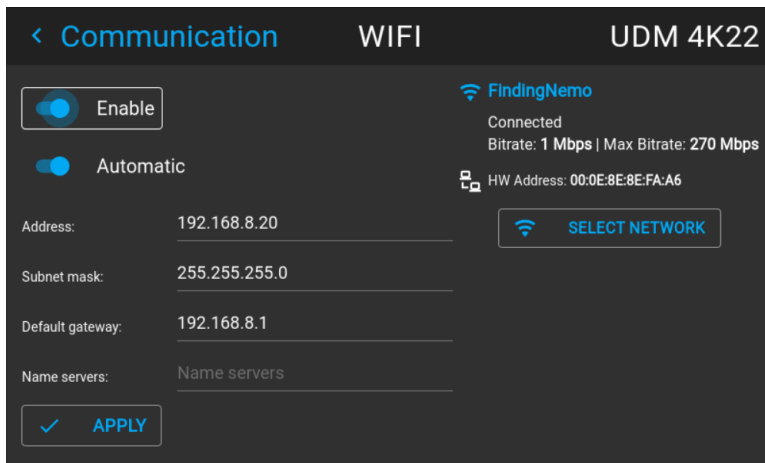 Communication WIFI UDM 4K22
Enable
Automatic
Address: 192.168.8.20
Subnet mask: 255.255.255.0
Default gateway: 192.168.8.1
Name servers: Name servers
APPLY
FindingNemo
Connected
Bitrate: 1 Mbps | Max Bitrate: 270 Mbps
HW Address: 00:0E:8E:8E:FA:A6
SELECT NETWORK